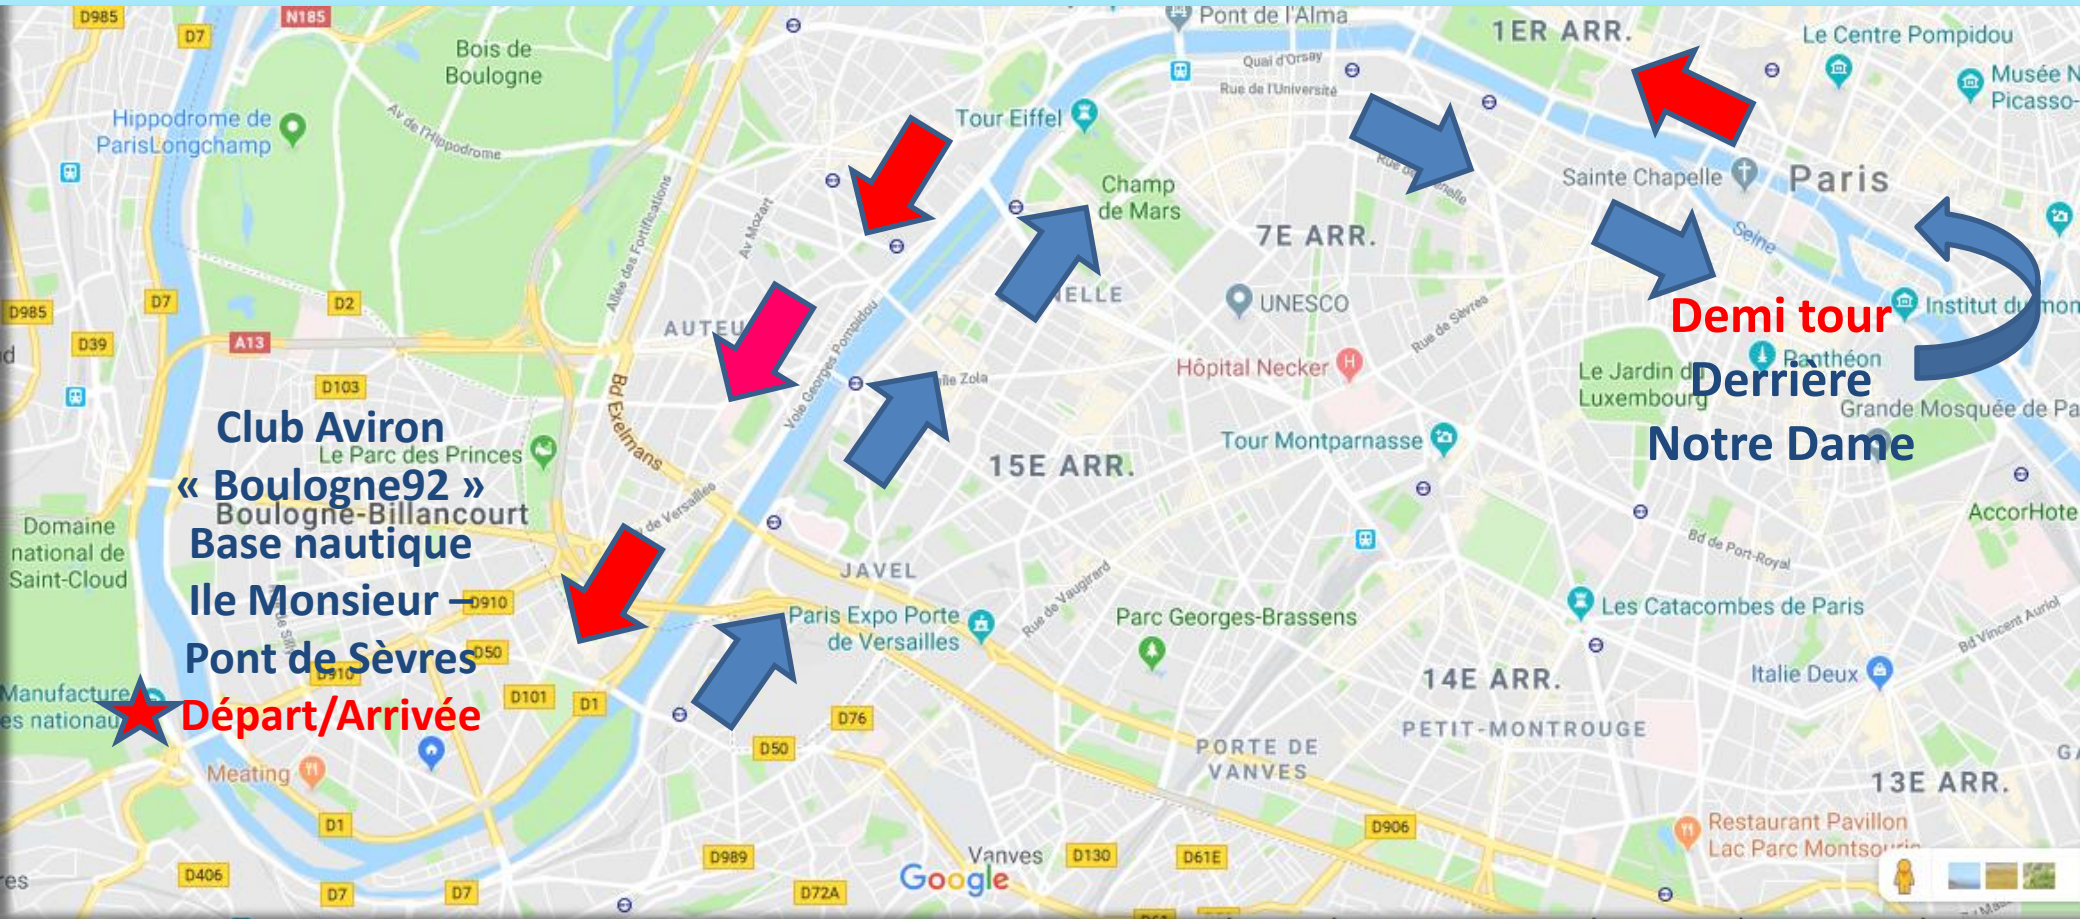 D985
N185
D7
Bois de
Boulogne
Pont de l'Alma
1ER ARR.
Le Centre Pompidou
Quai d'Orsay
Musée N
Picasso-
Rue de l'Université
Hippodrome de
ParisLongchamp
Av de l'Hippodrome
Tour Eiffel
Champ
de Mars
Sainte Chapelle
Paris
Allée des Fortifications
Av Mozart
7E ARR.
Seine
D985
D7
D2
UNESCO
Institut du mon
Demi tour
D39
A13
Voie Georges Pompidou
Rue de Sèvres
Panthéon
Derrière
Hôpital Necker
Le Jardin d
Luxembourg
Grande Mosquée de Pa
Notre Dame
D103
Bd Exelmans
Club Aviron
Le Parc des Princes
« Boulogne92 »
Boulogne-Billancourt
Base nautique
Ile Monsieur –
Pont de Sèvres
Départ/Arrivée
15E ARR.
Tour Montparnasse
Domaine
national de
Saint-Cloud
de Versailles
AccorHote
Bd de Port-Royal
JAVEL
D910
Paris Expo Porte
de Versailles
Rue de Vaugirard
Parc Georges-Brassens
Les Catacombes de Paris
Bd Vincent Auriol
D50
D910
14E ARR.
Italie Deux
Manufacture
es nationau
D101
D1
D76
PETIT-MONTROUGE
D50
PORTE DE
VANVES
Meating
13E ARR.
D1
D906
Restaurant Pavillon
Lac Parc Montsouris
D989
Vanves
D130
D61E
Google
D406
D7
D7
D72A